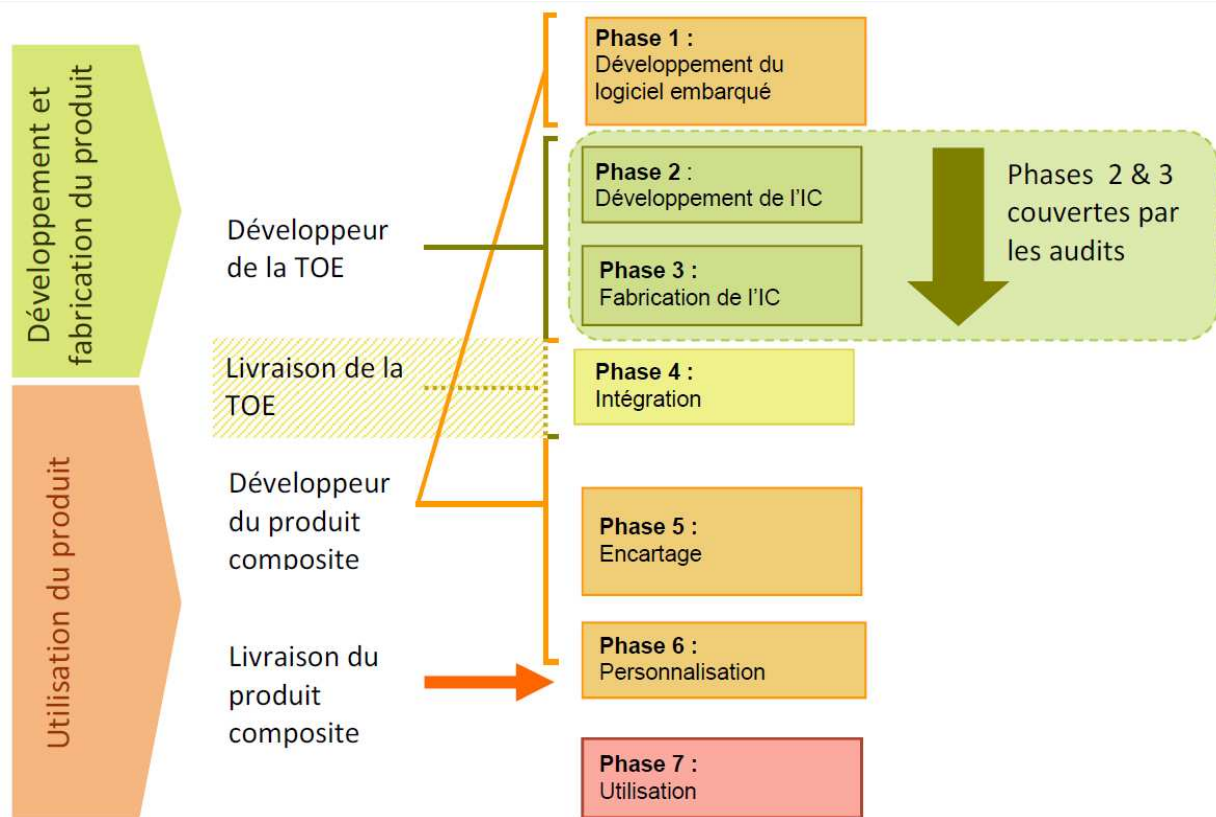 Développement et
fabrication du produit
Utilisation du produit
Développeur
de la TOE
Livraison de la
TOE
Développeur
du produit
composite
Livraison du
produit
composite
Phase 1 :
Développement du
logiciel embarqué
Phase 2 :
Développement de l'IC
Phase 3 :
Fabrication de l'IC
Phases 2 & 3
couvertes par
les audits
Phase 4 :
Intégration
Phase 5 :
Encartage
Phase 6 :
Personnalisation
Phase 7 :
Utilisation